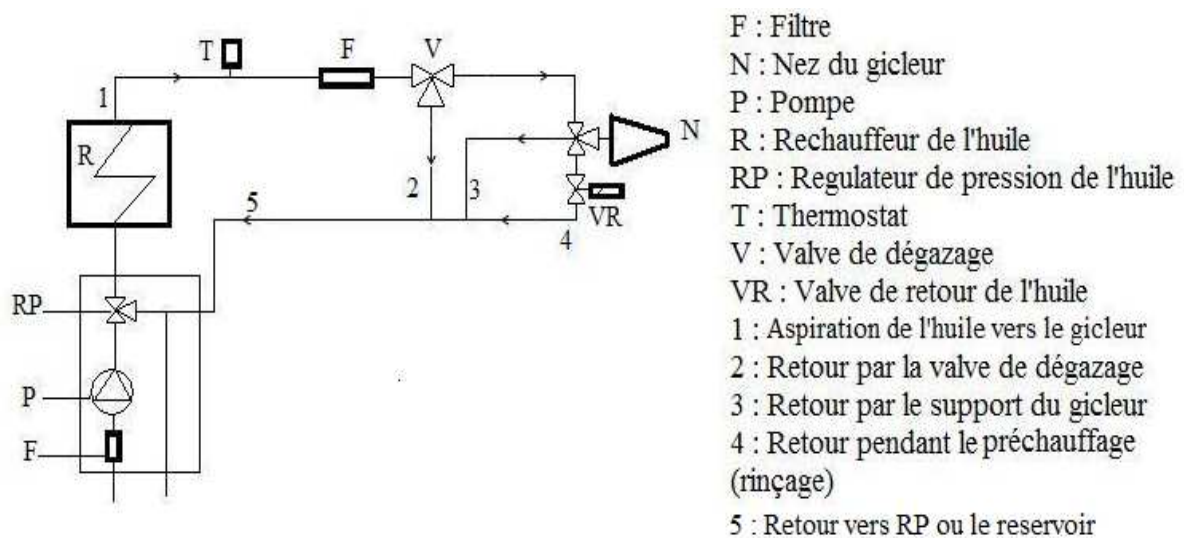 T
F
V
1
R
N
5
2
3
VR
4
RP
P
F
F : Filtre
N : Nez du gicleur
P : Pompe
R : Rechauffeur de l'huile
RP : Regulateur de pression de l'huile
T : Thermostat
V : Valve de dégazage
VR : Valve de retour de l'huile
1 : Aspiration de l'huile vers le gicleur
2 : Retour par la valve de dégazage
3 : Retour par le support du gicleur
4 : Retour pendant le préchauffage
(rinçage)
5 : Retour vers RP ou le reservoir